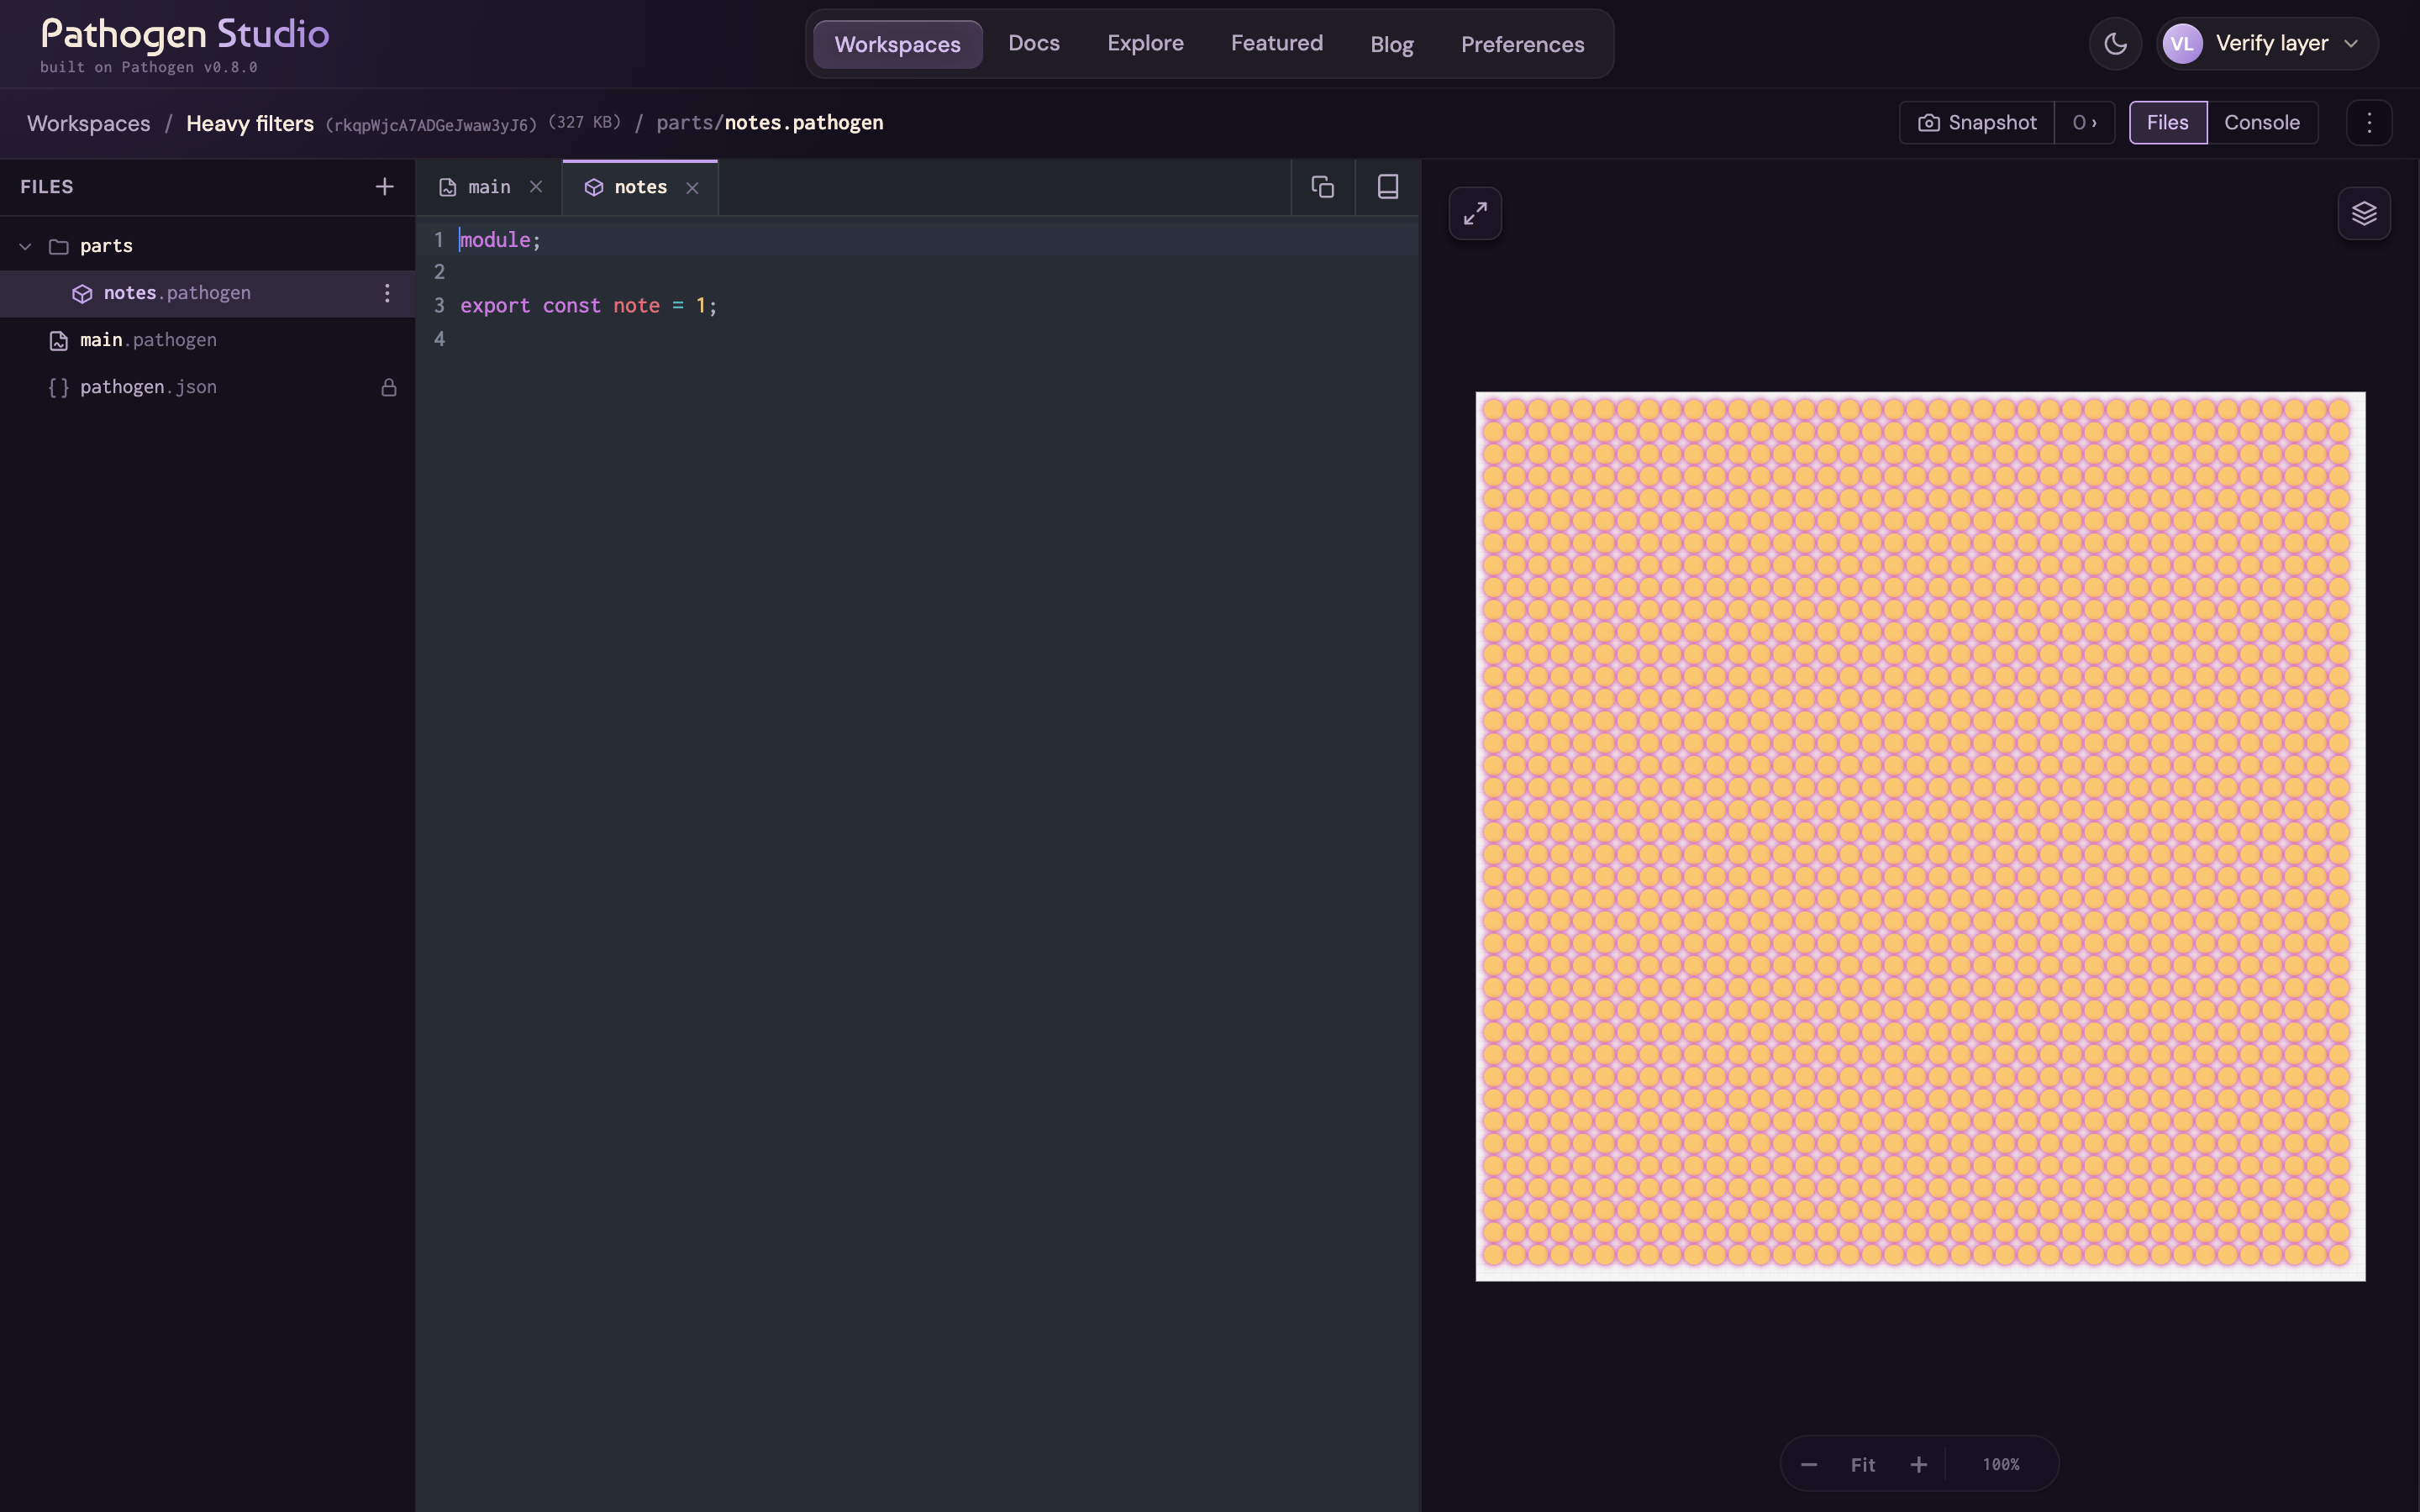 Pathogen Studio
built on Pathogen v0.8.0
Workspaces
Docs
Explore
Featured
Blog
Preferences
VL
Verify layer
Workspaces / Heavy filters (rkqpWjcA7ADGeJwaw3yJ6) (327 KB) / parts/notes.pathogen
Snapshot
0 ›
Files
Console
FILES
main
notes
parts
notes.pathogen
main.pathogen
{} pathogen.json
1 module;
2
3 export const note = 1;
4
Fit
100%